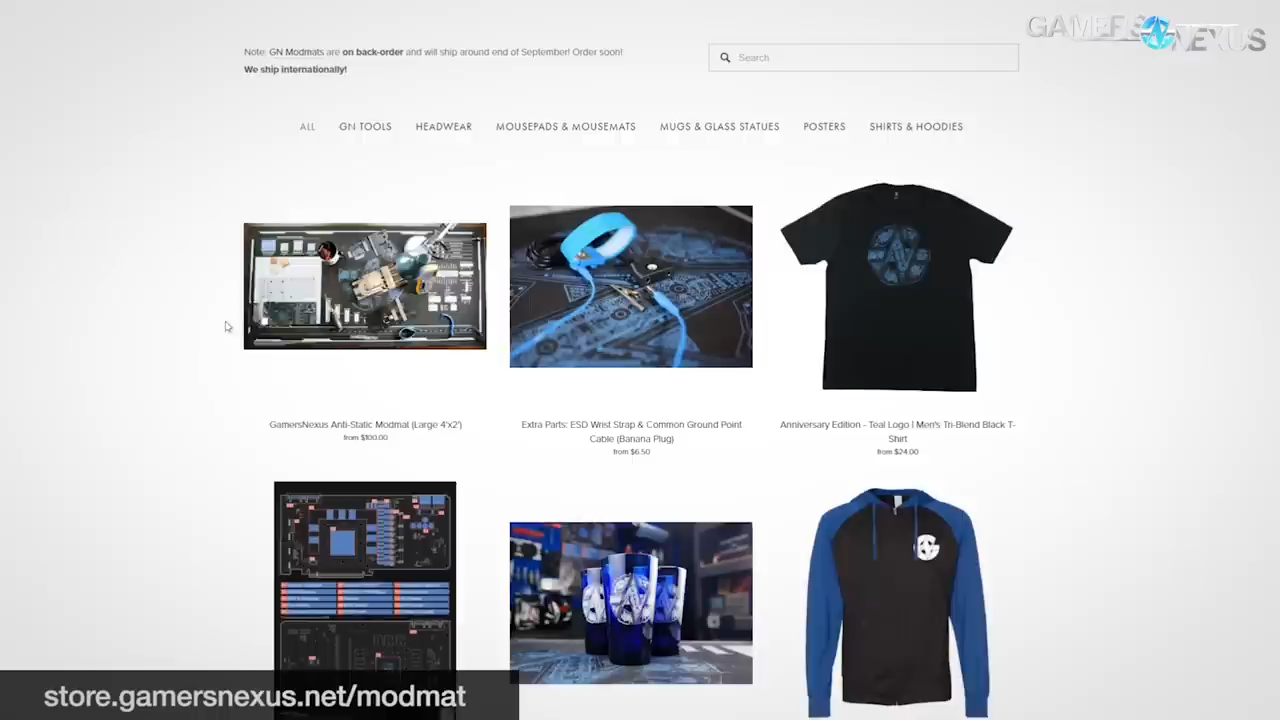 GAMERS NEXUS
Note: GN Modmats are on back-order and will ship around end of September! Order soon!
We ship internationally!
Search
ALL GN TOOLS HEADWEAR MOUSEPADS & MOUSEMATS MUGS & GLASS STATUES POSTERS SHIRTS & HOODIES
GamersNexus Anti-Static Modmat (Large 4'x2')
from $100.00
Extra Parts: ESD Wrist Strap & Common Ground Point
Cable (Banana Plug)
from $6.50
Anniversary Edition - Teal Logo | Men's Tri-Blend Black T-
Shirt
from $24.00
store.gamersnexus.net/modmat